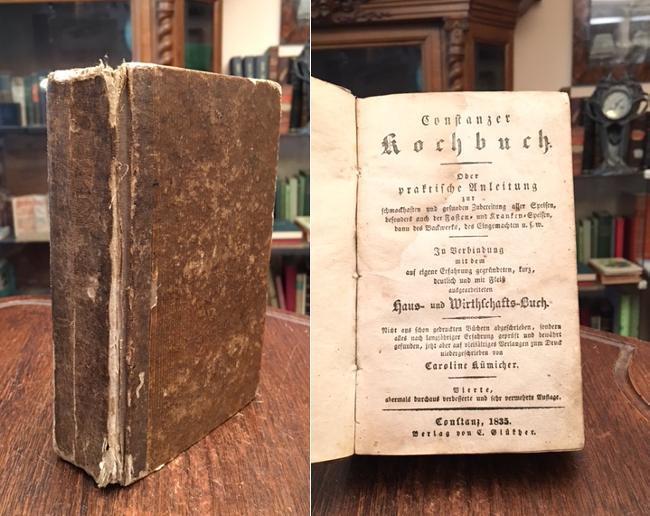 Constanzer
Kochbuch.
Oder
praktische Anleitung
zur
schmackhaften und gesunden Zubereitung aller Speisen,
besonders auch der Fasten- und Kranken-Speisen,
dann des Backwerks, des Eingemachten u. s. w.
In Verbindung
mit dem
auf eigene Erfahrung gegründeten, kurz,
deutlich und mit Fleiß
ausgearbeiteten
Haus- und Wirthschafts-Buch.
Nicht aus schon gedruckten Büchern abgeschrieben, sondern
alles nach langjähriger Erfahrung geprüft und bewährt
gefunden, jetzt aber auf vielfältiges Verlangen zum Druck
niedergeschrieben von
Caroline Kümicher.
Vierte,
abermals durchaus verbesserte und sehr vermehrte Auflage.
Constanz, 1835.
Verlag von C. Glükher.